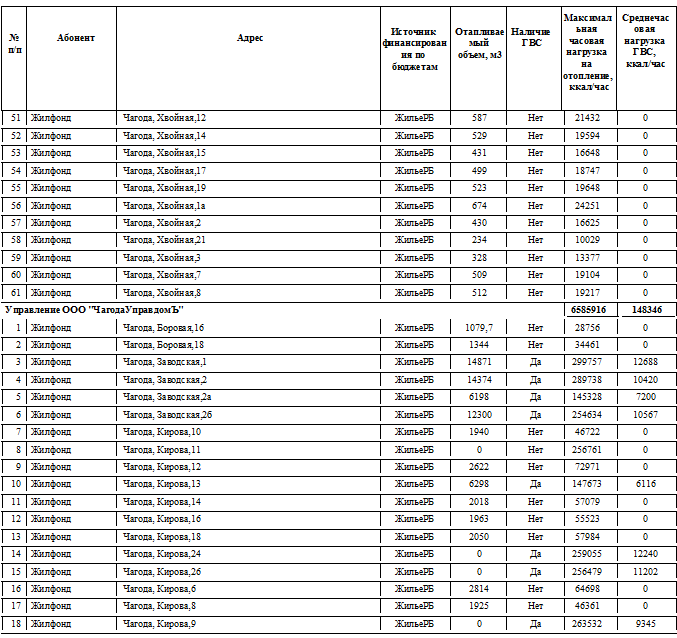 № п/п Абонент Адрес Источник финансирования по бюджетам Отапливаемый объем, м3 Наличие ГВС Максимальная часовая нагрузка на отопление, ккал/час Среднечасовая нагрузка ГВС, ккал/час
51 Жилфонд Чагода, Хвойная,12 ЖильеРБ 587 Нет 21432 0
52 Жилфонд Чагода, Хвойная,14 ЖильеРБ 529 Нет 19594 0
53 Жилфонд Чагода, Хвойная,15 ЖильеРБ 431 Нет 16648 0
54 Жилфонд Чагода, Хвойная,17 ЖильеРБ 499 Нет 18747 0
55 Жилфонд Чагода, Хвойная,19 ЖильеРБ 523 Нет 19648 0
56 Жилфонд Чагода, Хвойная,1а ЖильеРБ 674 Нет 24251 0
57 Жилфонд Чагода, Хвойная,2 ЖильеРБ 430 Нет 16625 0
58 Жилфонд Чагода, Хвойная,21 ЖильеРБ 234 Нет 10029 0
59 Жилфонд Чагода, Хвойная,3 ЖильеРБ 328 Нет 13377 0
60 Жилфонд Чагода, Хвойная,7 ЖильеРБ 509 Нет 19104 0
61 Жилфонд Чагода, Хвойная,8 ЖильеРБ 512 Нет 19217 0
Управление ООО "ЧагодаУправдомЪ" 6585916 148346
1 Жилфонд Чагода, Боровая,16 ЖильеРБ 1079,7 Нет 28756 0
2 Жилфонд Чагода, Боровая,18 ЖильеРБ 1344 Нет 34461 0
3 Жилфонд Чагода, Заводская,1 ЖильеРБ 14871 Да 299757 12688
4 Жилфонд Чагода, Заводская,2 ЖильеРБ 14374 Да 289738 10420
5 Жилфонд Чагода, Заводская,2а ЖильеРБ 6198 Да 145328 7200
6 Жилфонд Чагода, Заводская,2б ЖильеРБ 12300 Да 254634 10567
7 Жилфонд Чагода, Кирова,10 ЖильеРБ 1940 Нет 46722 0
8 Жилфонд Чагода, Кирова,11 ЖильеРБ 0 Нет 256761 0
9 Жилфонд Чагода, Кирова,12 ЖильеРБ 2622 Нет 72971 0
10 Жилфонд Чагода, Кирова,13 ЖильеРБ 6298 Да 147673 6116
11 Жилфонд Чагода, Кирова,14 ЖильеРБ 2018 Нет 57079 0
12 Жилфонд Чагода, Кирова,16 ЖильеРБ 1963 Нет 55523 0
13 Жилфонд Чагода, Кирова,18 ЖильеРБ 2050 Нет 57984 0
14 Жилфонд Чагода, Кирова,24 ЖильеРБ 0 Да 259055 12240
15 Жилфонд Чагода, Кирова,26 ЖильеРБ 0 Да 256479 11202
16 Жилфонд Чагода, Кирова,6 ЖильеРБ 2814 Нет 64698 0
17 Жилфонд Чагода, Кирова,8 ЖильеРБ 1925 Нет 46361 0
18 Жилфонд Чагода, Кирова,9 ЖильеРБ 0 Да 263532 9345